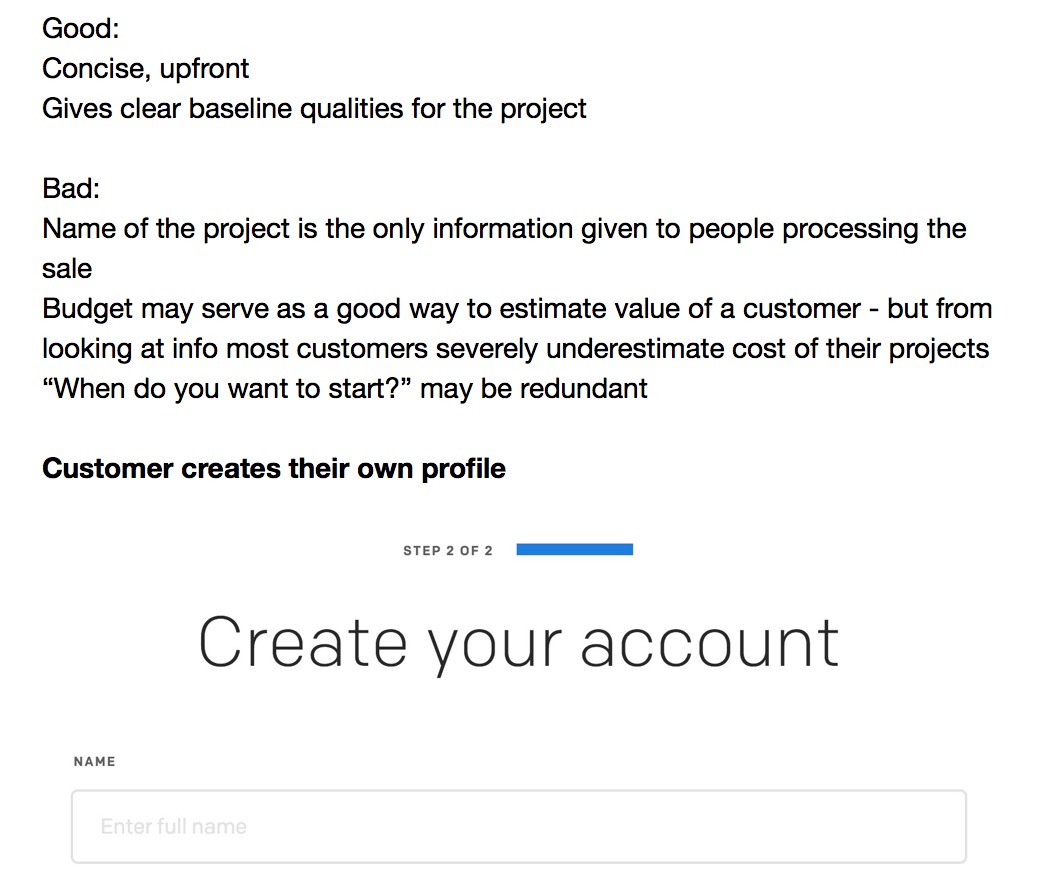 Good:
Concise, upfront
Gives clear baseline qualities for the project
Bad:
Name of the project is the only information given to people processing the
sale
Budget may serve as a good way to estimate value of a customer - but from
looking at info most customers severely underestimate cost of their projects
“When do you want to start?” may be redundant
Customer creates their own profile
STEP 2 OF 2
Create your account
NAME
Enter full name